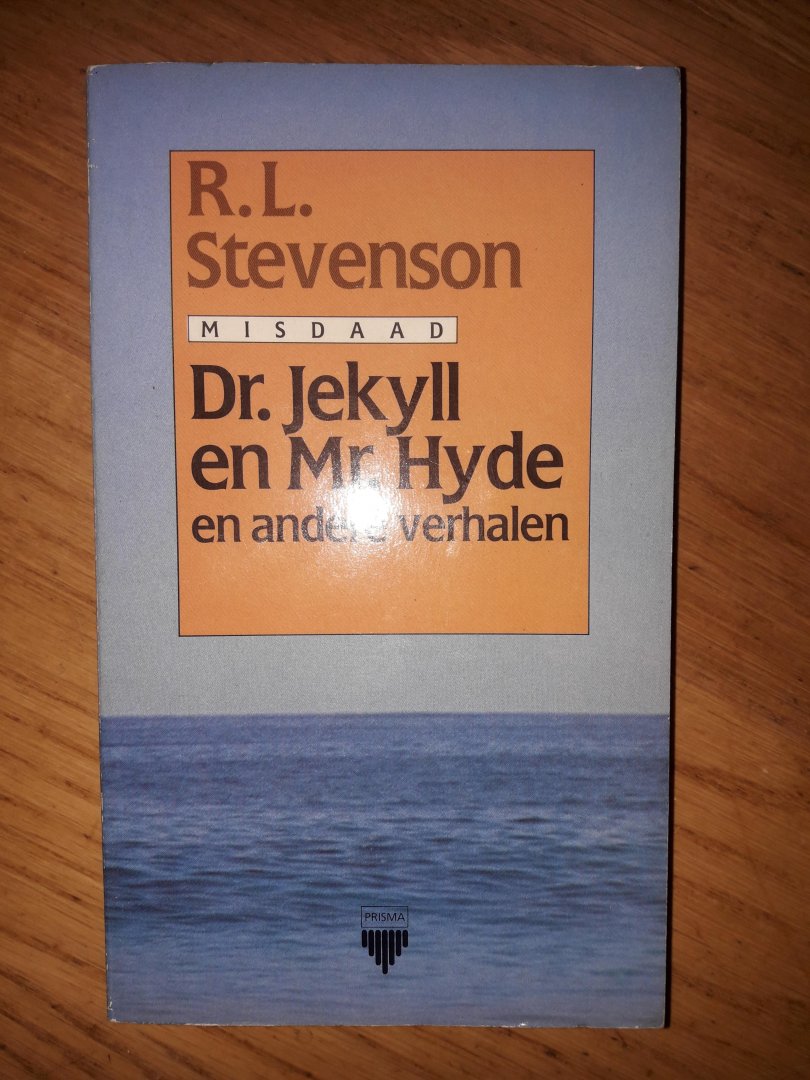 R.L.
Stevenson
MISDAAD
Dr. Jekyll
en Mr. Hyde
en andere verhalen
PRISMA